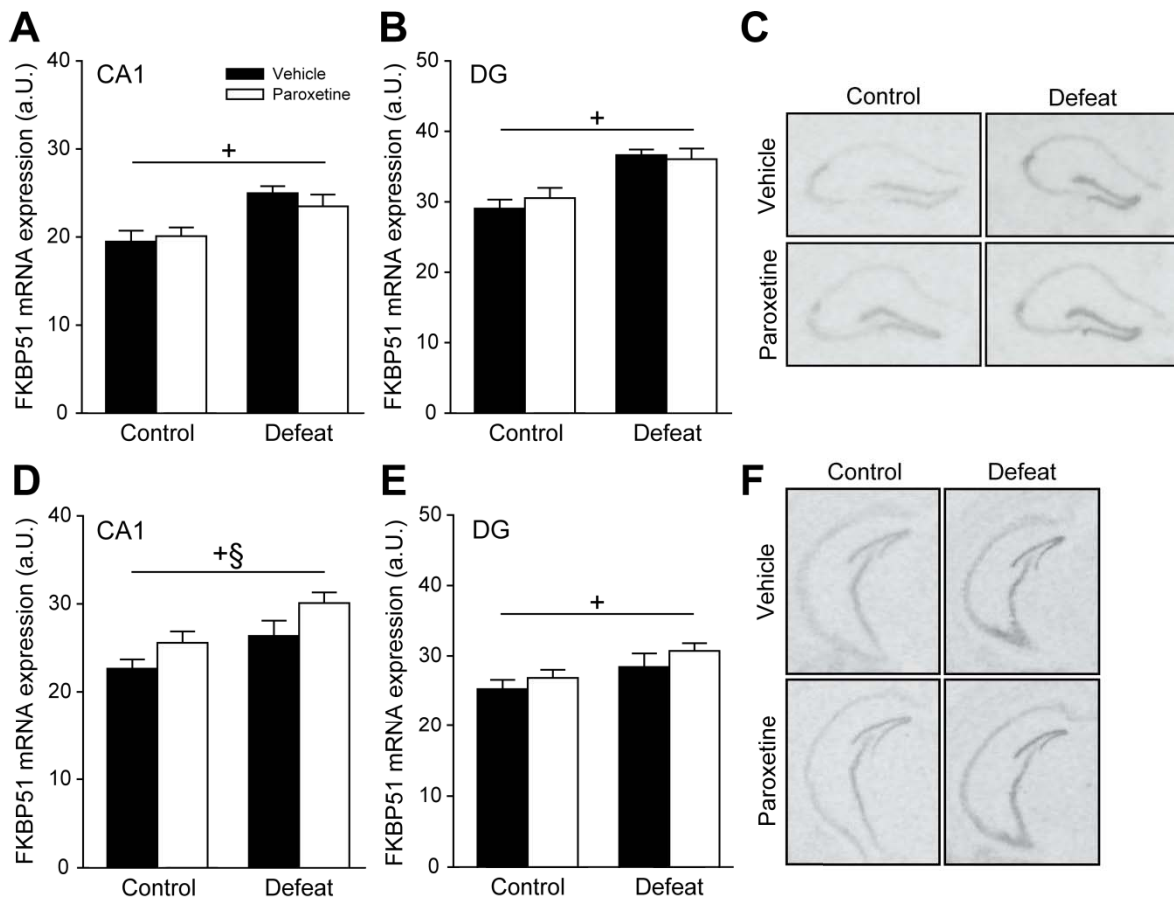 A
FKBP51 mRNA expression (a.U.)
40
30
20
10
0
CA1
Vehicle
Paroxetine
+
Control
Defeat
B
FKBP51 mRNA expression (a.U.)
50
40
30
20
10
0
DG
+
Control
Defeat
C
Control
Defeat
Vehicle
Paroxetine
D
FKBP51 mRNA expression (a.U.)
40
30
20
10
0
CA1
+§
Control
Defeat
E
FKBP51 mRNA expression (a.U.)
50
40
30
20
10
0
DG
+
Control
Defeat
F
Control
Defeat
Vehicle
Paroxetine